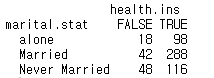 health.ins
marital.stat FALSE TRUE
alone 18 98
Married 42 288
Never Married 48 116